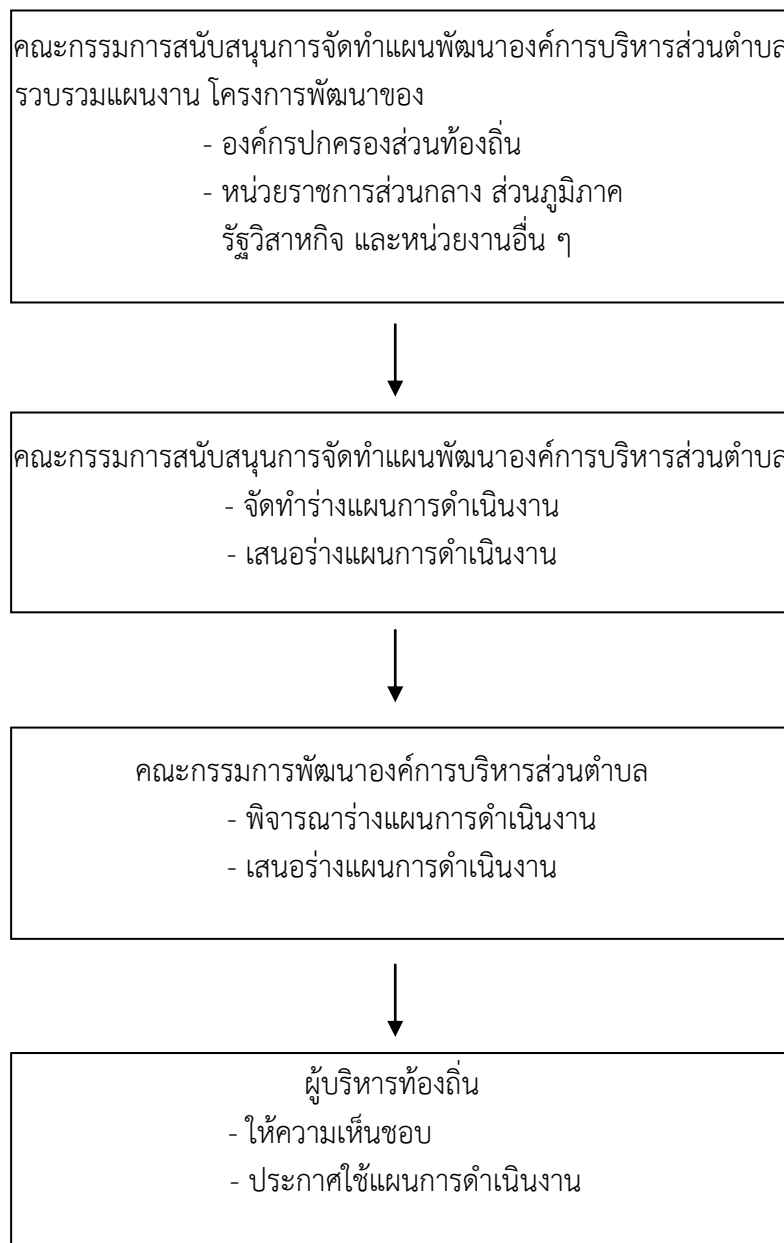 คณะกรรมการสนับสนุนการจัดทำแผนพัฒนาองค์การบริหารส่วนตำบล
รวบรวมแผนงาน โครงการพัฒนาของ
- องค์กรปกครองส่วนท้องถิ่น
- หน่วยราชการส่วนกลาง ส่วนภูมิภาค
รัฐวิสาหกิจ และหน่วยงานอื่น ๆ
คณะกรรมการสนับสนุนการจัดทำแผนพัฒนาองค์การบริหารส่วนตำบล
- จัดทำร่างแผนการดำเนินงาน
- เสนอร่างแผนการดำเนินงาน
คณะกรรมการพัฒนาองค์การบริหารส่วนตำบล
- พิจารณาร่างแผนการดำเนินงาน
- เสนอร่างแผนการดำเนินงาน
ผู้บริหารท้องถิ่น
- ให้ความเห็นชอบ
- ประกาศใช้แผนการดำเนินงาน